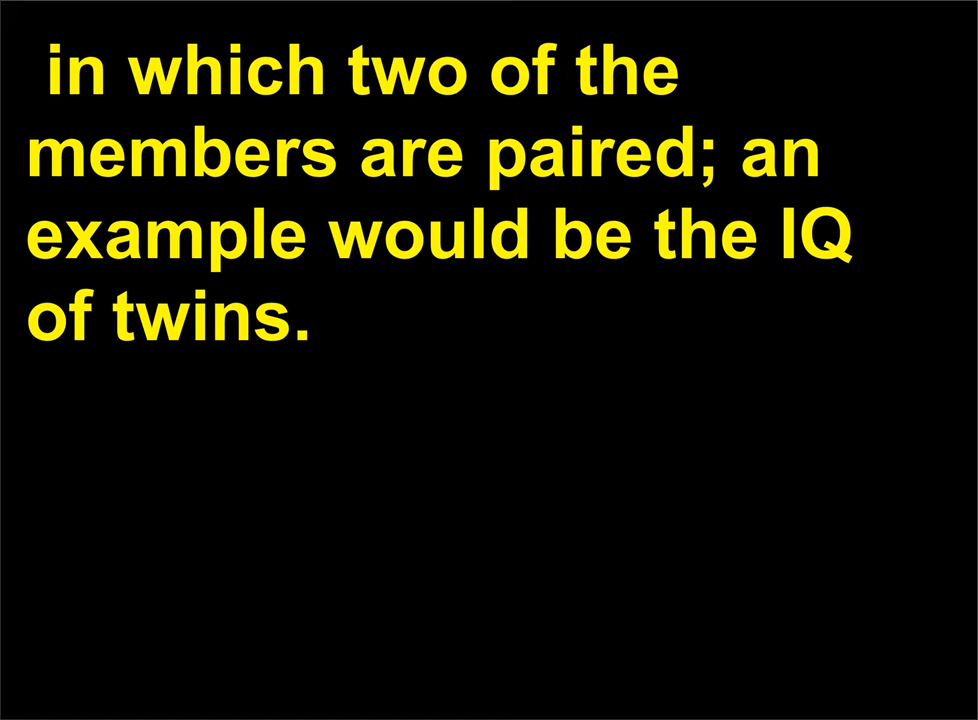 in which two of the
members are paired; an
example would be the IQ
of twins.